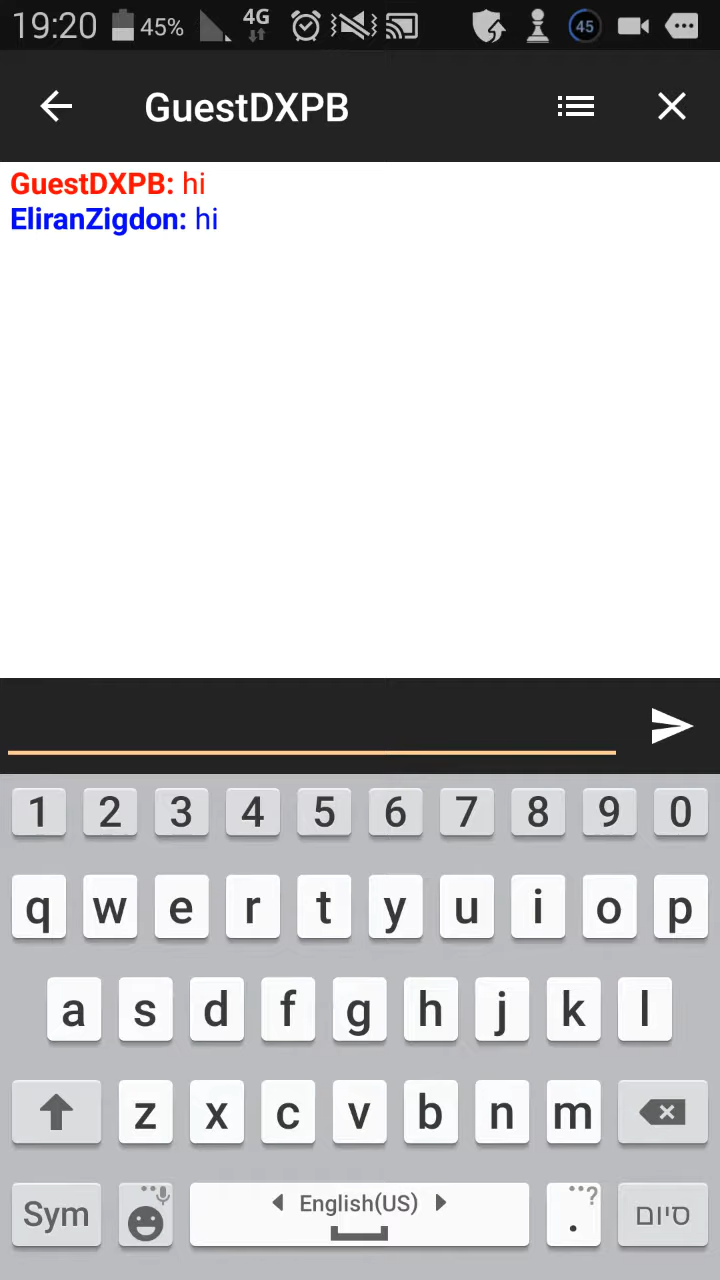 19:20 45% 4G 45
GuestDXPB
GuestDXPB: hi
EliranZigdon: hi
1 2 3 4 5 6 7 8 9 0
q w e r t y u i o p
a s d f g h j k l
z x c v b n m
Sym English(US) . ? סיום